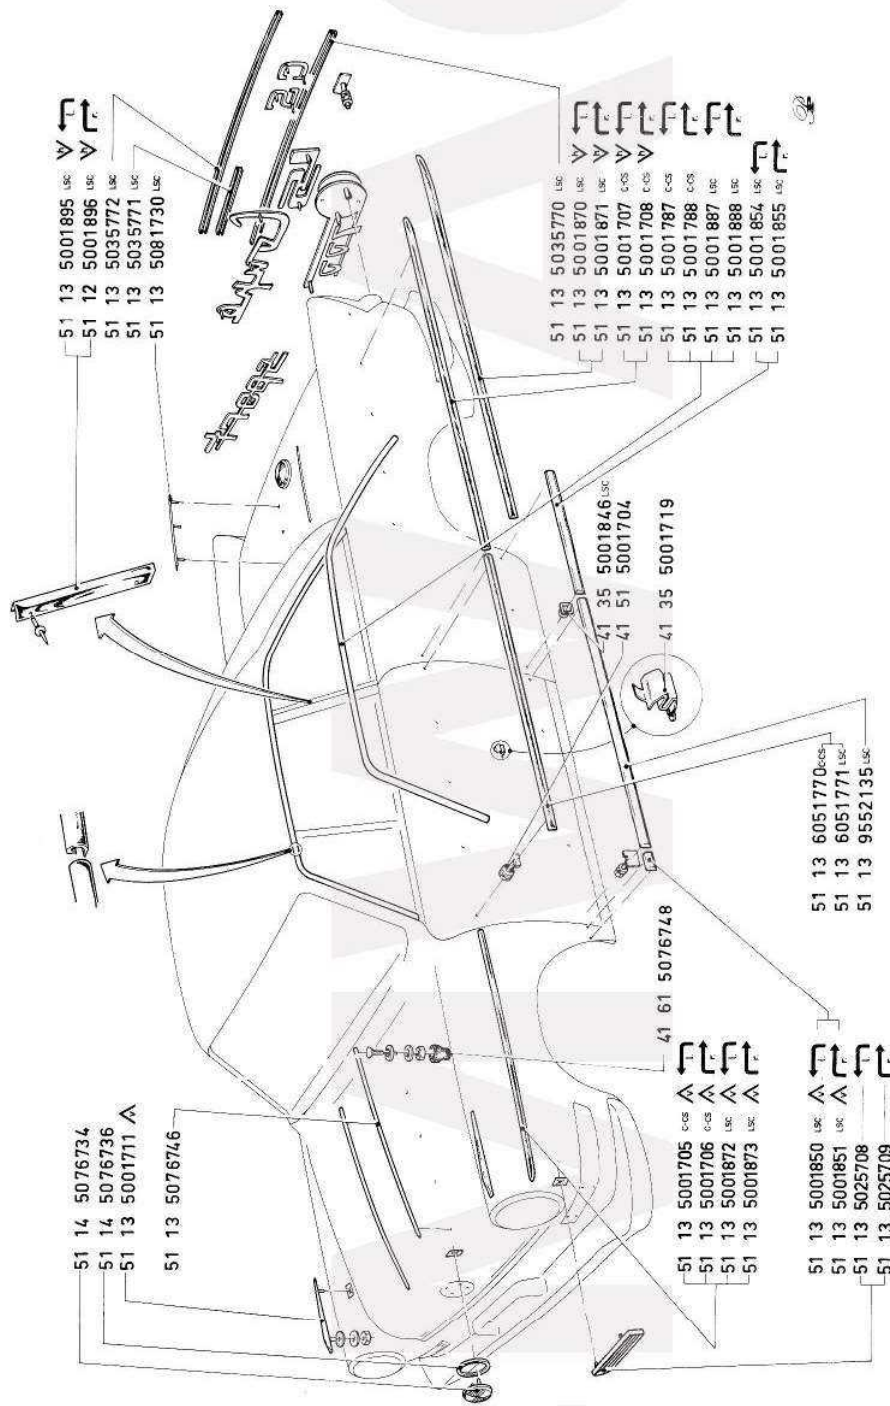 51 14 5076734
51 14 5076736
51 13 5001711
51 13 5076746
51 13 5001895 LSC
51 12 5001896 LSC
51 13 5035772 LSC
51 13 5035771 LSC
51 13 5081730 LSC
LUXUS
41 61 5076748
41 35 5001846 LSC
41 51 5001704
41 35 5001719
51 13 5035770 LSC
51 13 5001870 LSC
51 13 5001871 LSC
51 13 5001707 C-CS
51 13 5001708 C-CS
51 13 5001787 C-CS
51 13 5001788 C-CS
51 13 5001887 LSC
51 13 5001888 LSC
51 13 5001854 LSC
51 13 5001855 LSC
51 13 5001705 C-CS
51 13 5001706 C-CS
51 13 5001872 LSC
51 13 5001873 LSC
51 13 6051770 C-CS
51 13 6051771 LSC
51 13 9552135 LSC
51 13 5001850 LSC
51 13 5001851 LSC
51 13 5025708
51 13 5025709